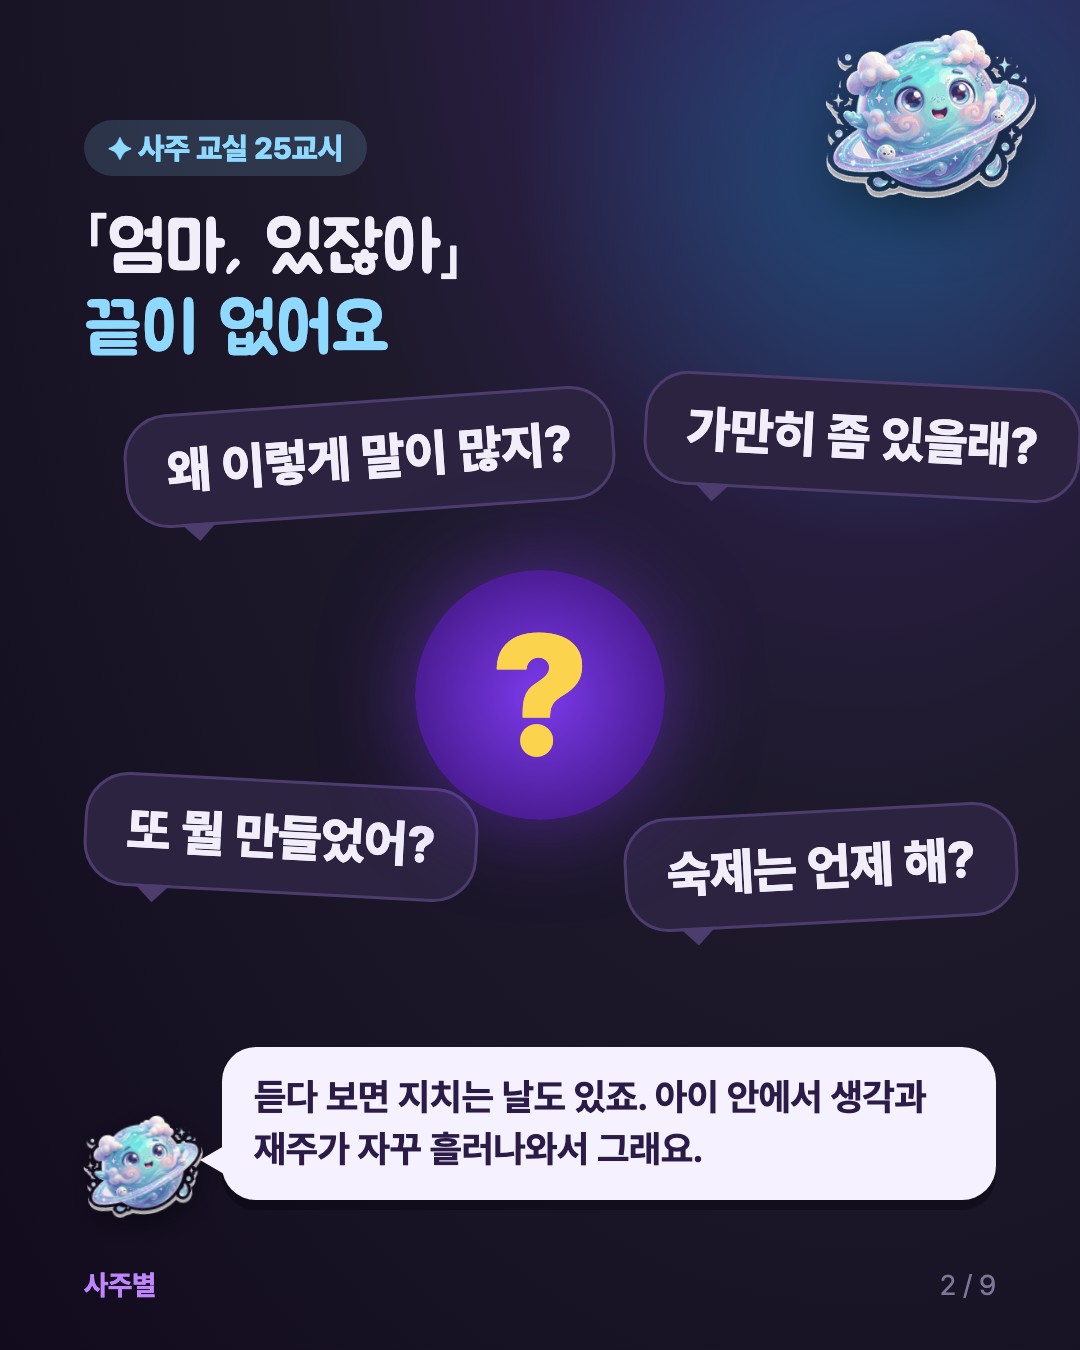 ✦ 사주 교실 25교시
「엄마, 있잖아」
끝이 없어요
왜 이렇게 말이 많지?
가만히 좀 있을래?
?
또 뭘 만들었어?
숙제는 언제 해?
듣다 보면 지치는 날도 있죠. 아이 안에서 생각과
재주가 자꾸 흘러나와서 그래요.
사주별
2 / 9